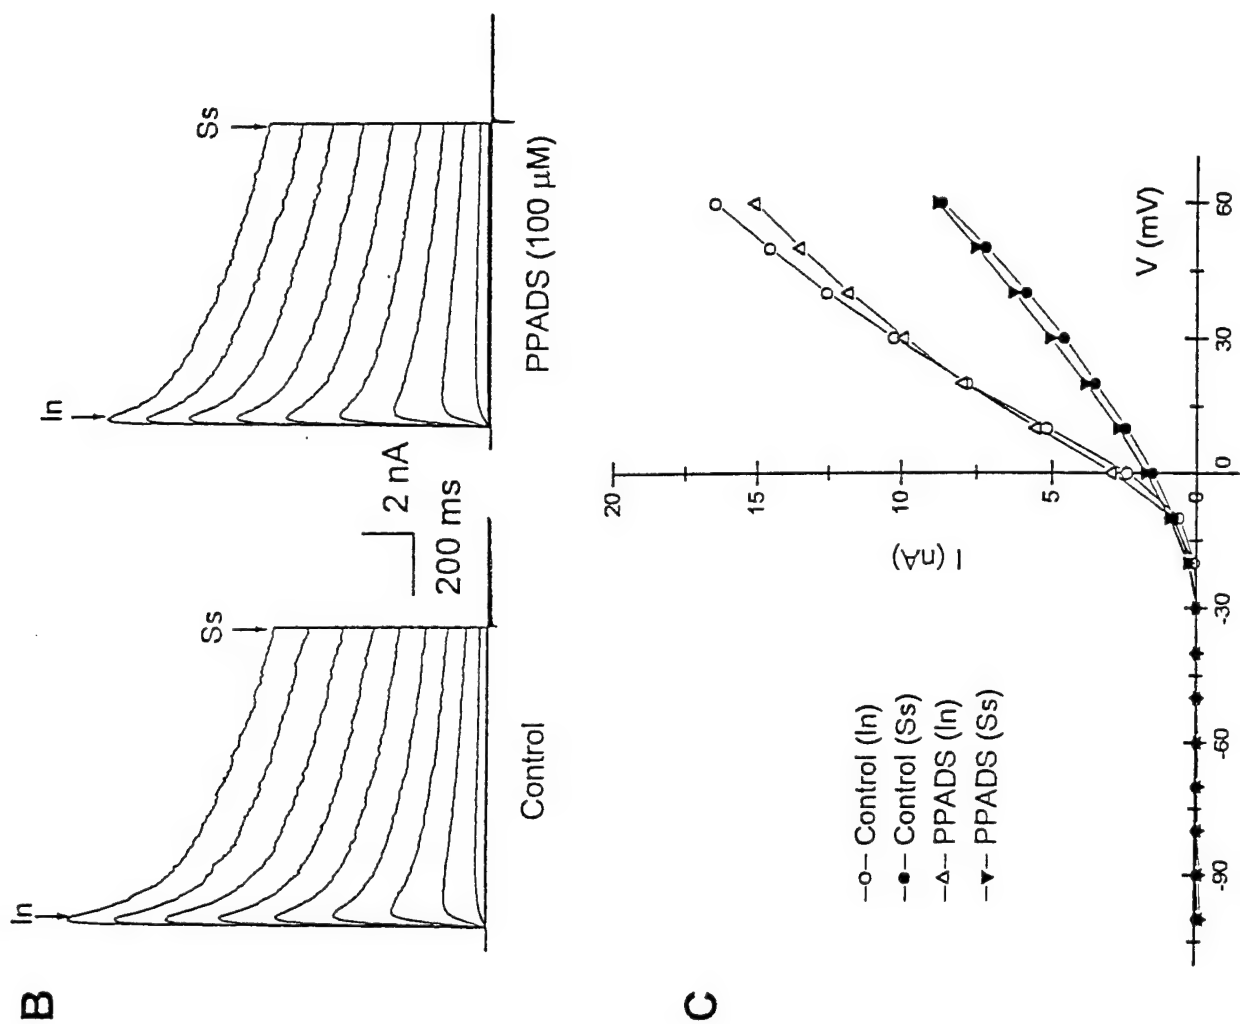 B
In
Ss
Control
2 nA
200 ms
In
Ss
PPADS (100 µM)
C
Control (In)
Control (Ss)
PPADS (In)
PPADS (Ss)
I (nA)
20
15
10
5
0
-90
-60
-30
0
30
60
V (mV)